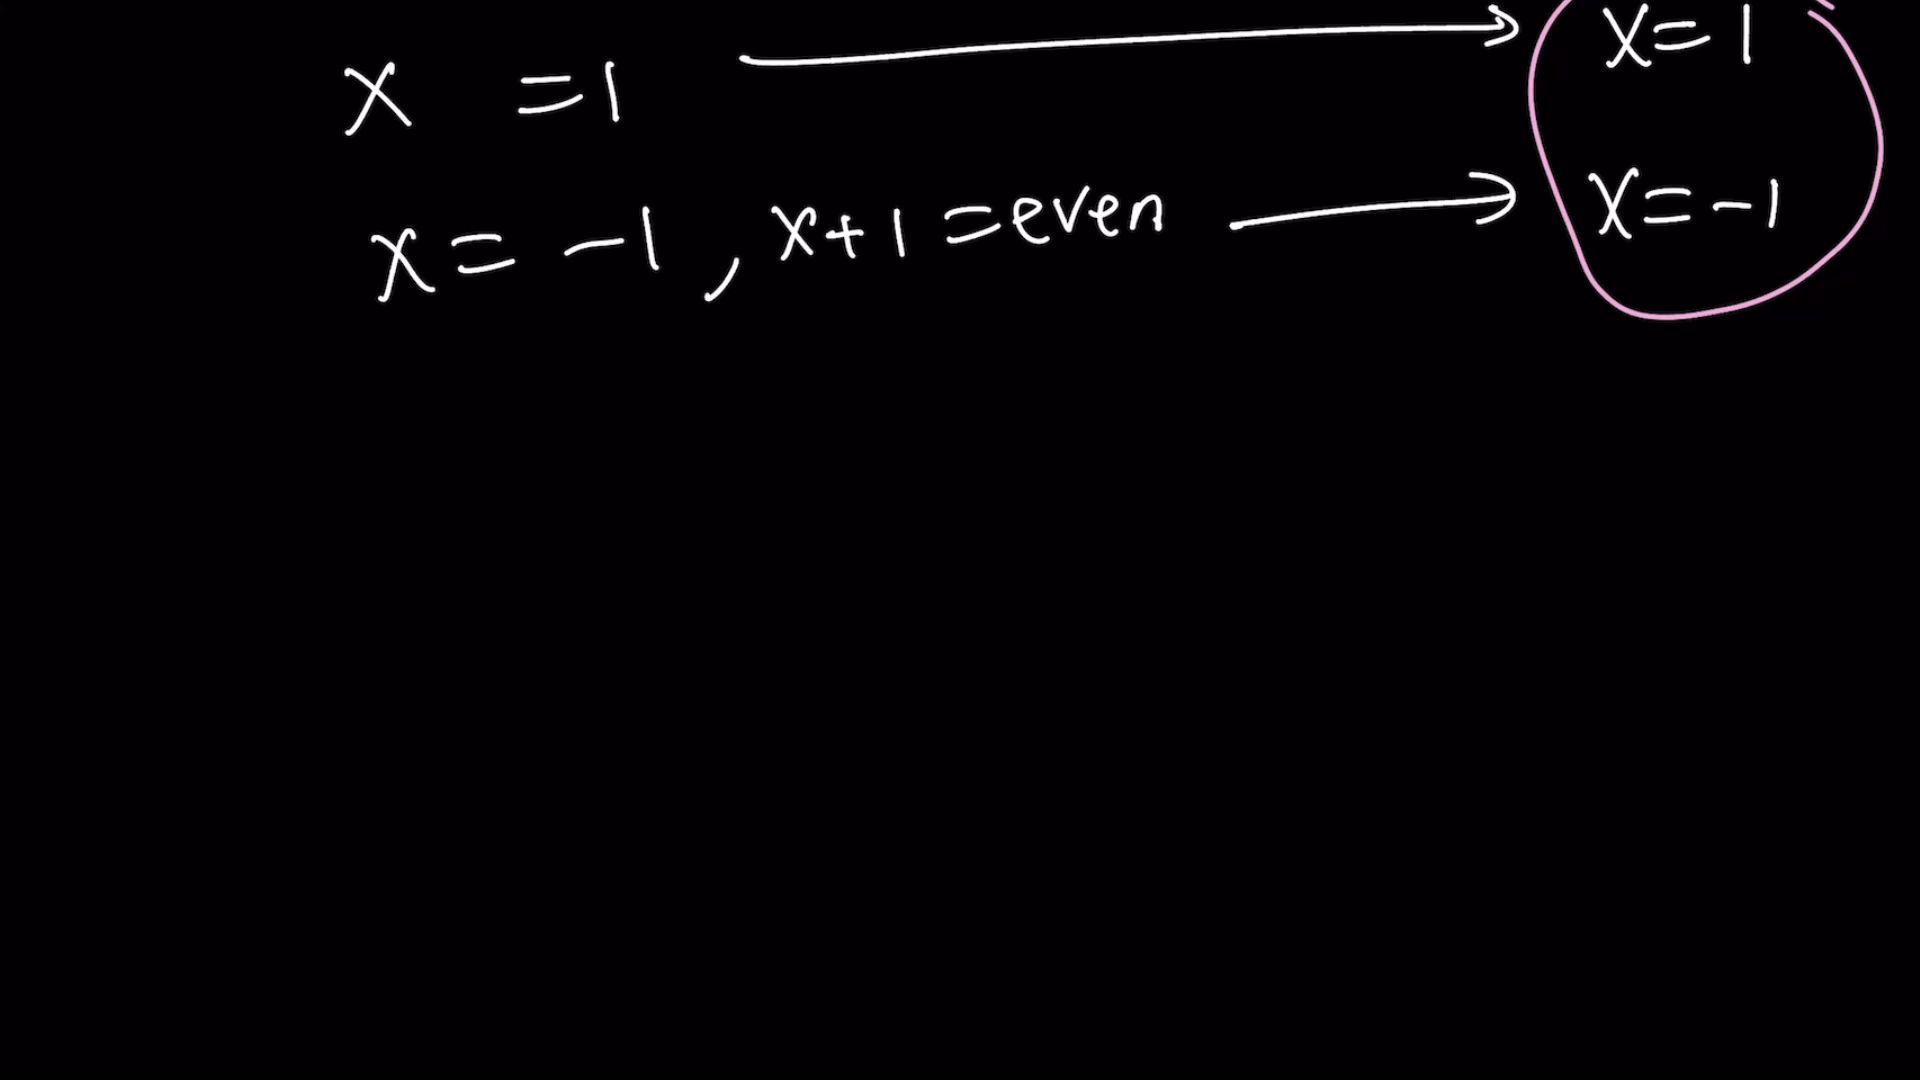 x =1 → x=1
x=-1, x+1=even → x=-1